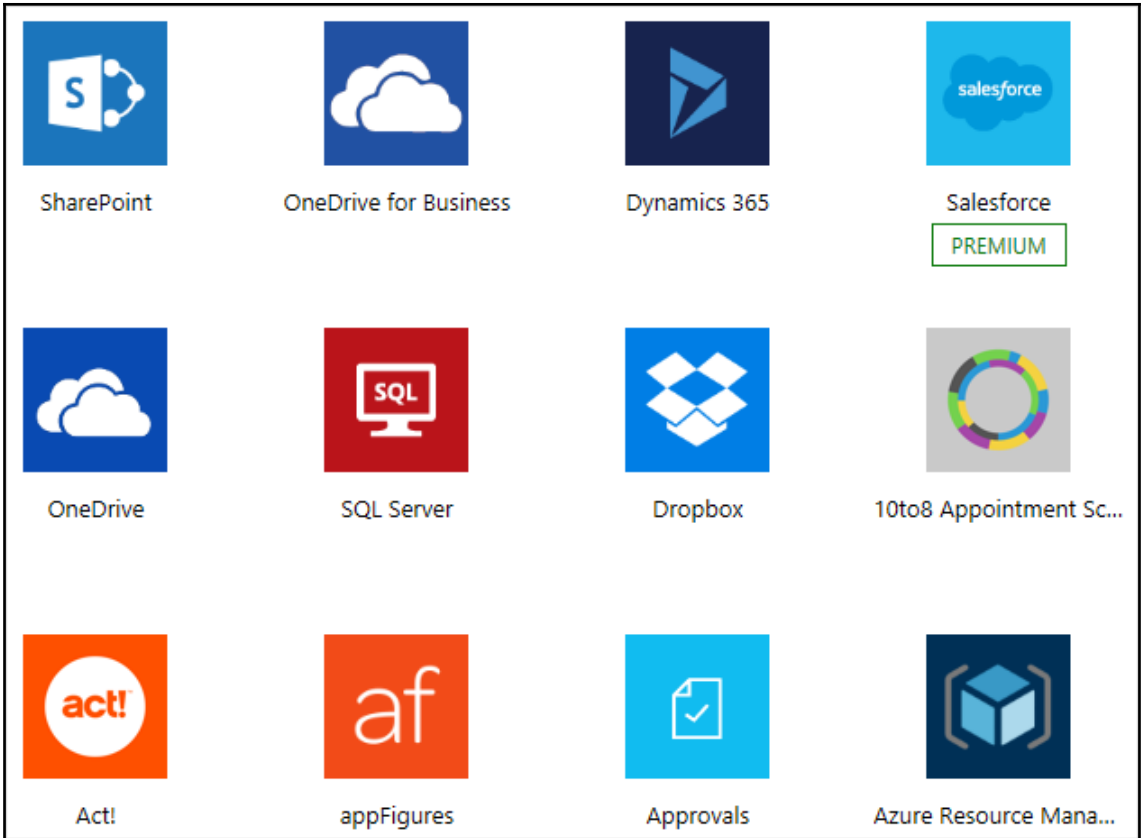 S
salesforce
SharePoint
OneDrive for Business
Dynamics 365
Salesforce
PREMIUM
SQL
OneDrive
SQL Server
Dropbox
10to8 Appointment Sc...
act!
af
Act!
appFigures
Approvals
Azure Resource Mana...